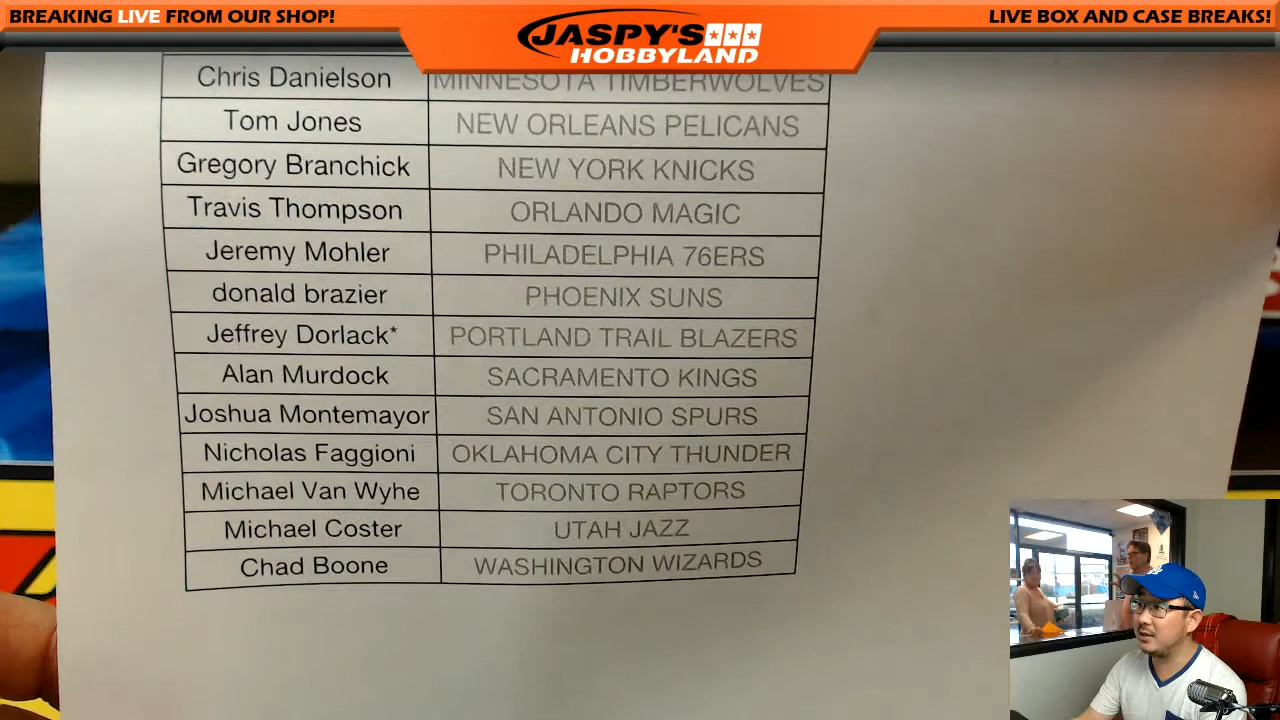 BREAKING LIVE FROM OUR SHOP!
JASPY'S
HOBBYLAND
LIVE BOX AND CASE BREAKS!
Chris Danielson MINNESOTA TIMBERWOLVES
Tom Jones NEW ORLEANS PELICANS
Gregory Branchick NEW YORK KNICKS
Travis Thompson ORLANDO MAGIC
Jeremy Mohler PHILADELPHIA 76ERS
donald brazier PHOENIX SUNS
Jeffrey Dorlack* PORTLAND TRAIL BLAZERS
Alan Murdock SACRAMENTO KINGS
Joshua Montemayor SAN ANTONIO SPURS
Nicholas Faggioni OKLAHOMA CITY THUNDER
Michael Van Wyhe TORONTO RAPTORS
Michael Coster UTAH JAZZ
Chad Boone WASHINGTON WIZARDS